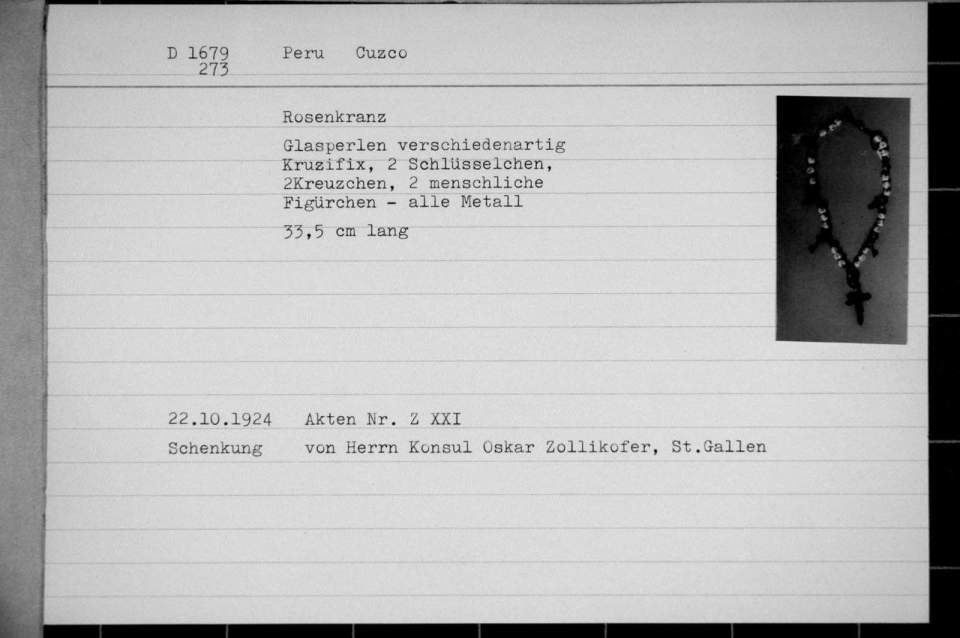 D 1679 Peru Cuzco
273
Rosenkranz
Glasperlen verschiedenartig
Kruzifix, 2 Schlüsselchen,
2Kreuzchen, 2 menschliche
Figürchen - alle Metall
33,5 cm lang
22.10.1924 Akten Nr. Z XXI
Schenkung von Herrn Konsul Oskar Zollikofer, St.Gallen